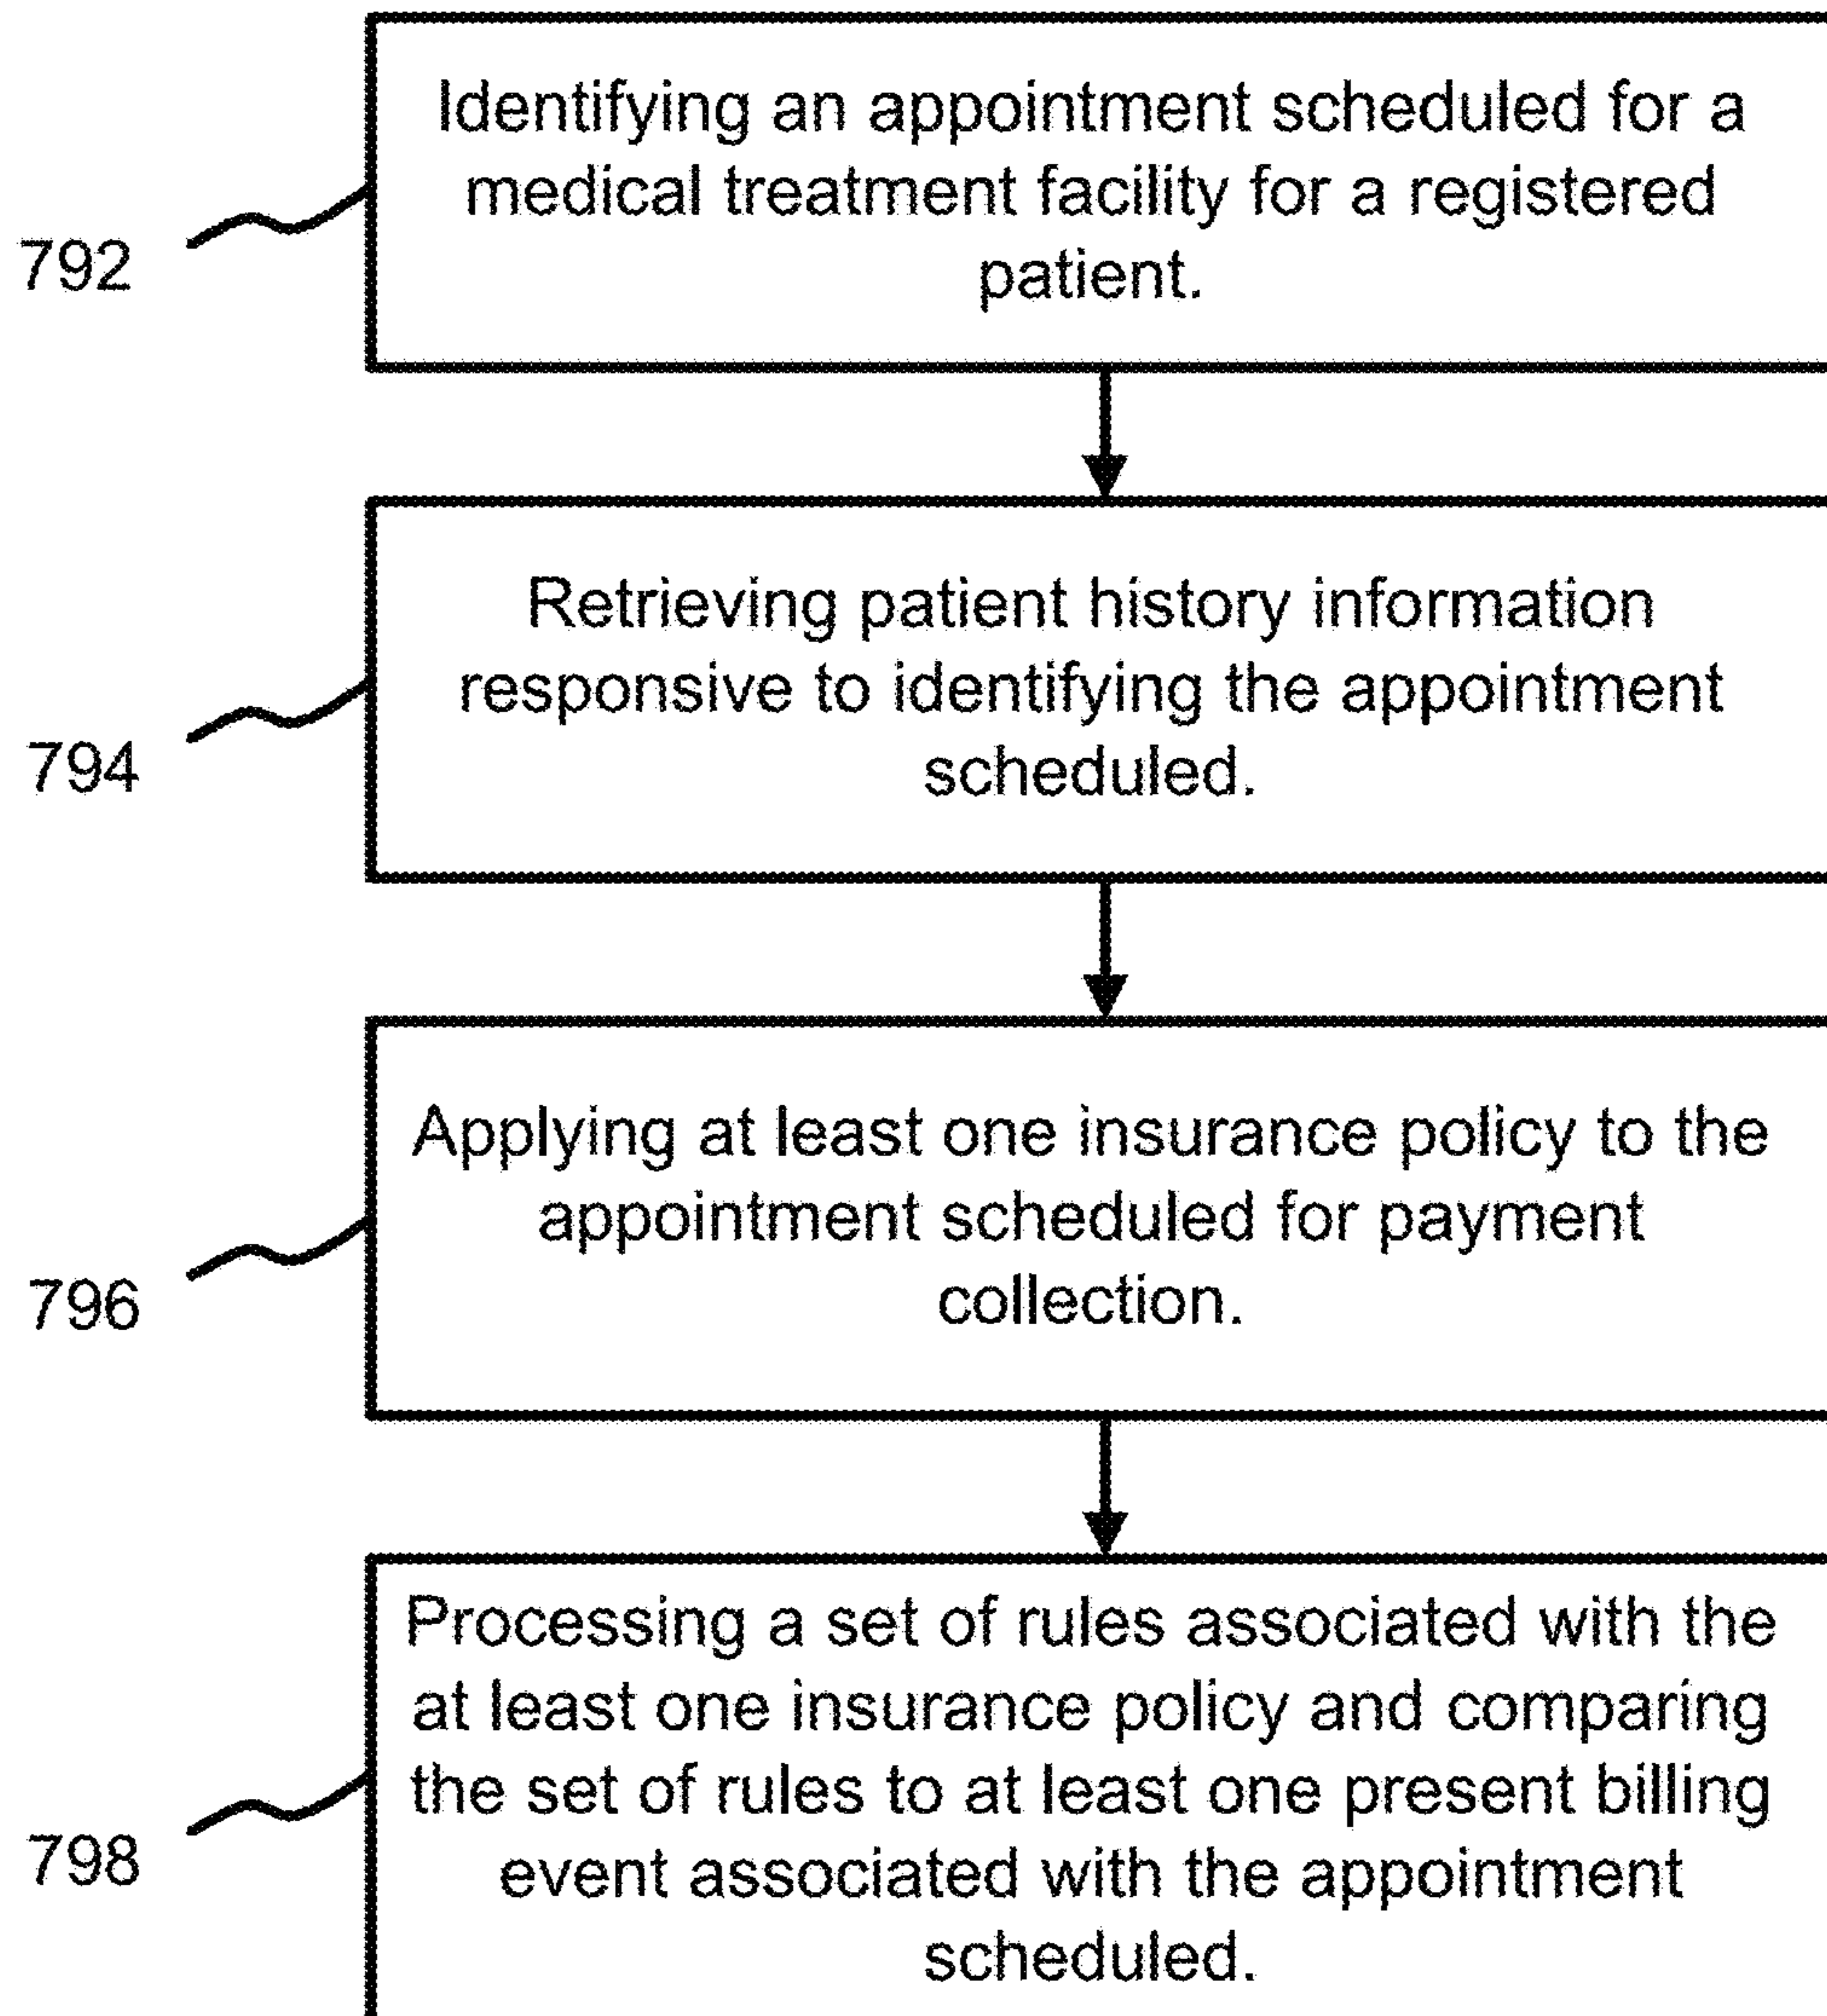 Identifying an appointment scheduled for a
medical treatment facility for a registered
patient.
792
Retrieving patient history information
responsive to identifying the appointment
scheduled.
794
Applying at least one insurance policy to the
appointment scheduled for payment
collection.
796
Processing a set of rules associated with the
at least one insurance policy and comparing
the set of rules to at least one present billing
event associated with the appointment
scheduled.
798